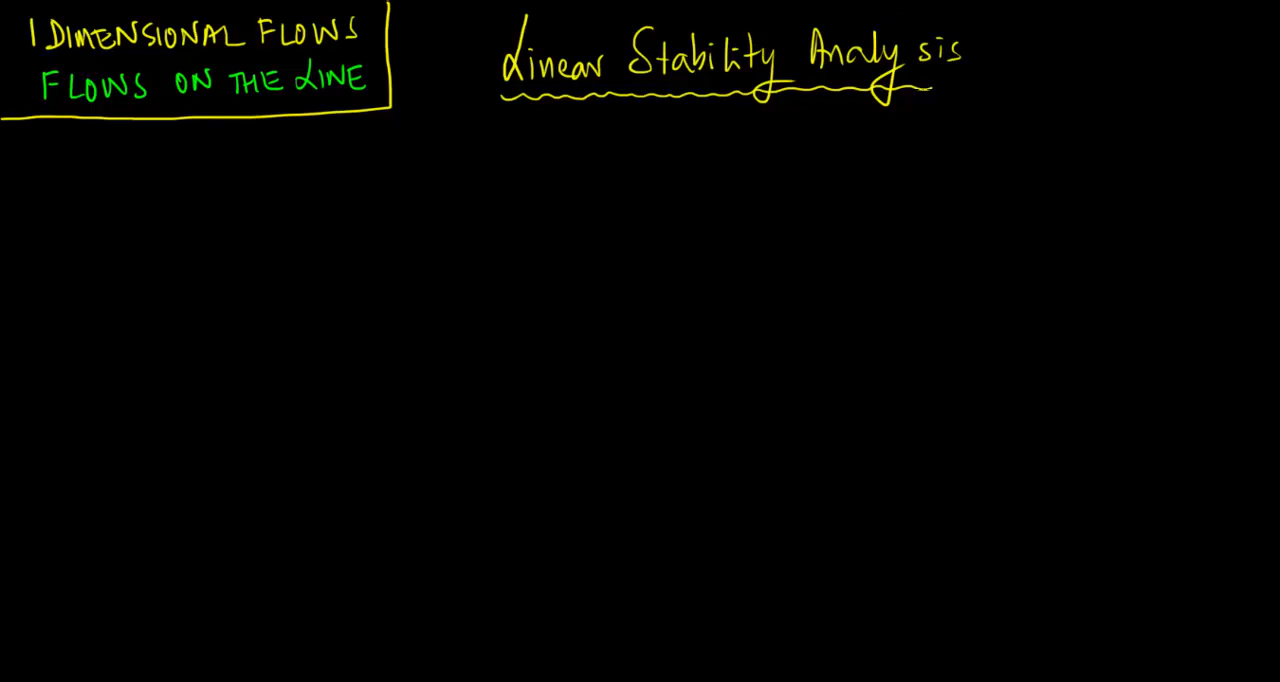 1 DIMENSIONAL FLOWS
FLOWS ON THE LINE
Linear Stability Analysis